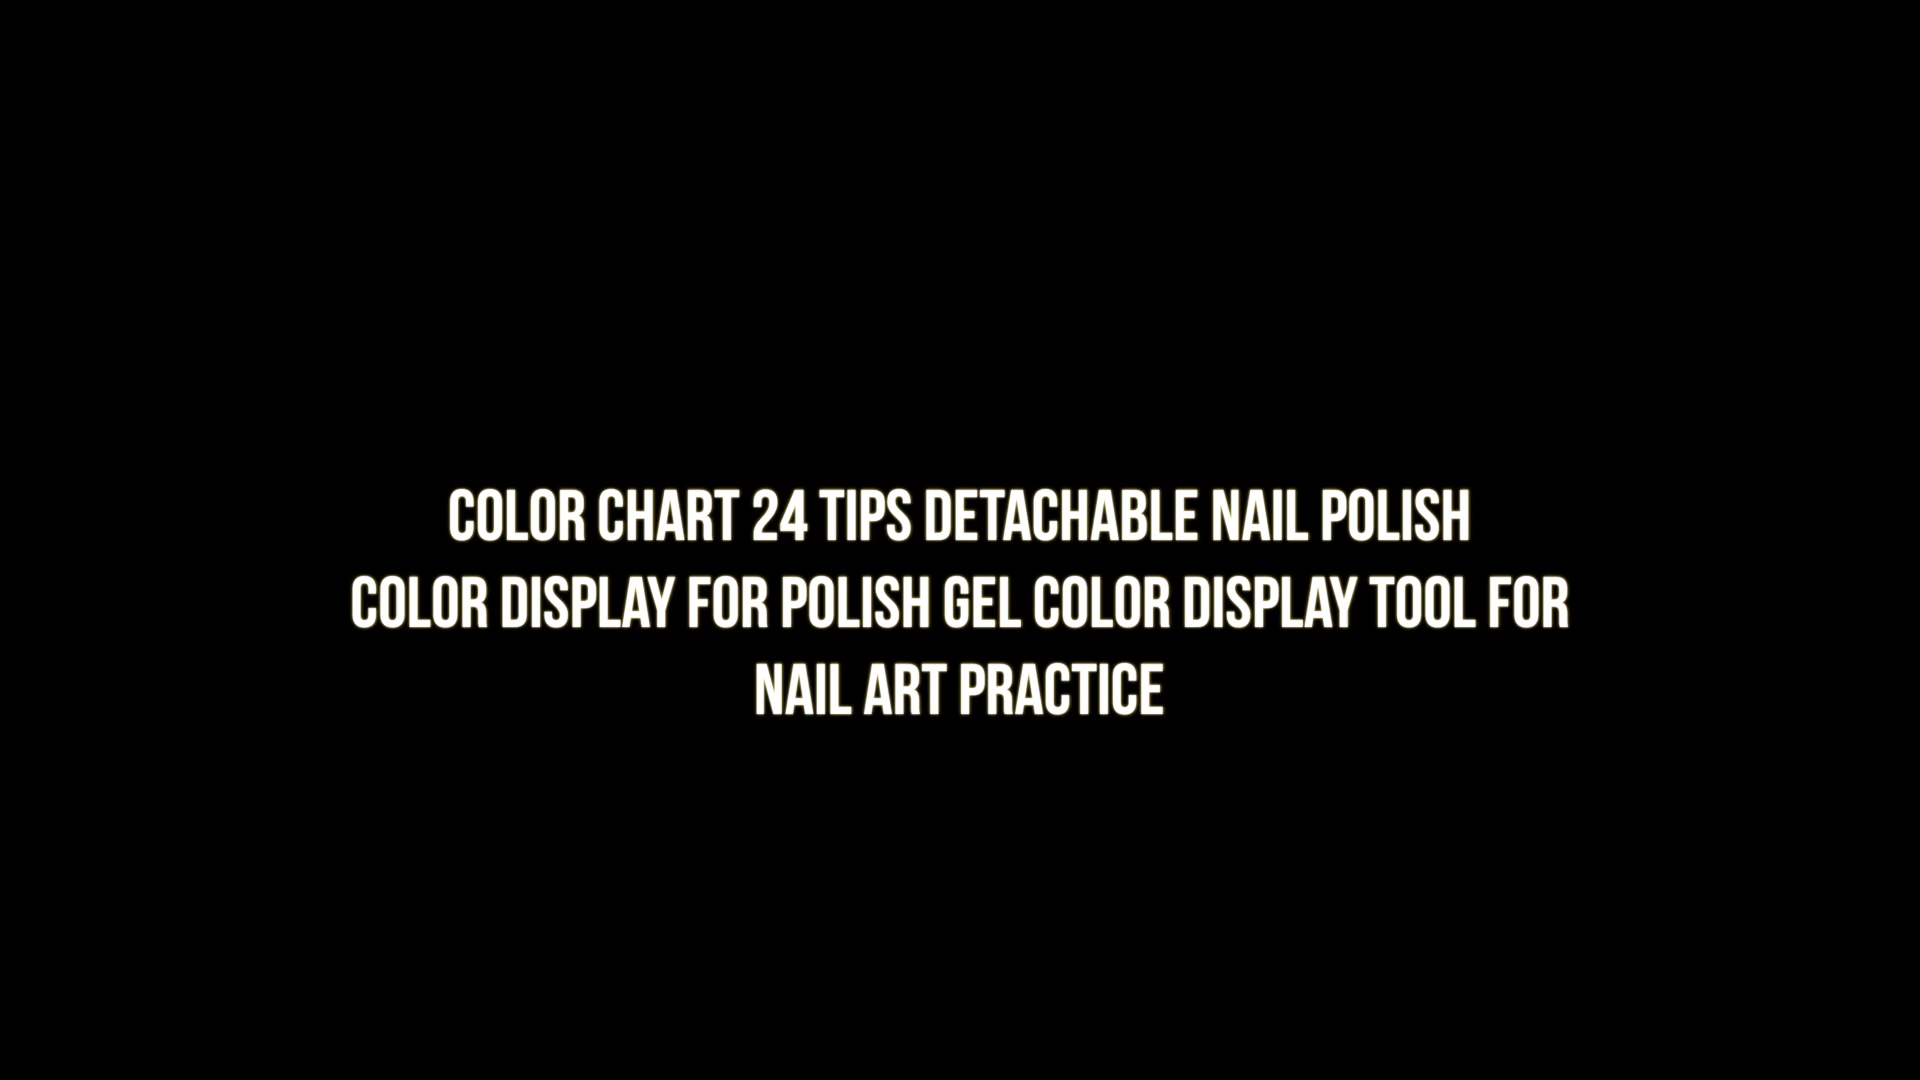 COLOR CHART 24 TIPS DETACHABLE NAIL POLISH
COLOR DISPLAY FOR POLISH GEL COLOR DISPLAY TOOL FOR
NAIL ART PRACTICE